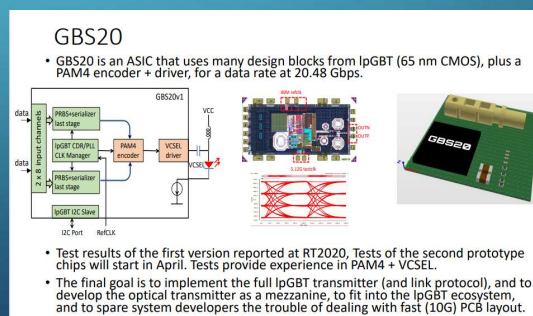 GBS20
• GBS20 is an ASIC that uses many design blocks from lpGBT (65 nm CMOS), plus a
PAM4 encoder + driver, for a data rate at 20.48 Gbps.
GBS20v1
data
data
2 × 8 input channels
PRBS+serializer
last stage
lpGBT CDR/PLL
CLK Manager
PRBS+serializer
last stage
lpGBT I2C Slave
PAM4
encoder
VCSEL
driver
VCC
VCSEL
I2C Port
RefCLK
OUTN
OUTP
GBS20
• Test results of the first version reported at RT2020, Tests of the second prototype
chips will start in April. Tests provide experience in PAM4 + VCSEL.
• The final goal is to implement the full lpGBT transmitter (and link protocol), and to
develop the optical transmitter as a mezzanine, to fit into the lpGBT ecosystem,
and to spare system developers the trouble of dealing with fast (10G) PCB layout.